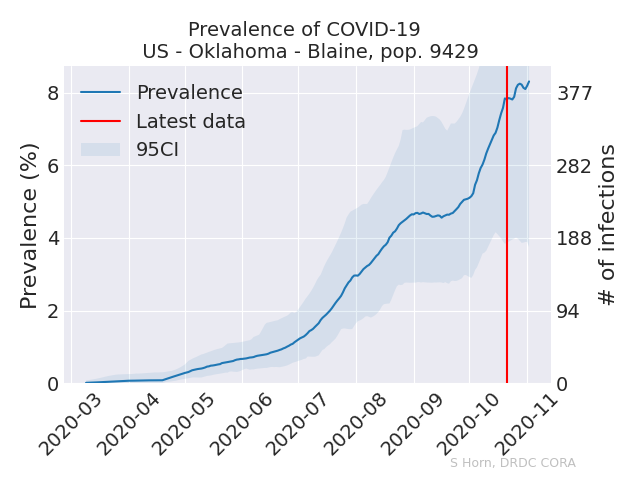 Prevalence of COVID-19
US - Oklahoma - Blaine, pop. 9429
Prevalence
Latest data
95CI
Prevalence (%)
8
6
4
2
0
377
282
188
94
0
# of infections
2020-03
2020-04
2020-05
2020-06
2020-07
2020-08
2020-09
2020-10
2020-11
S Horn, DRDC CORA